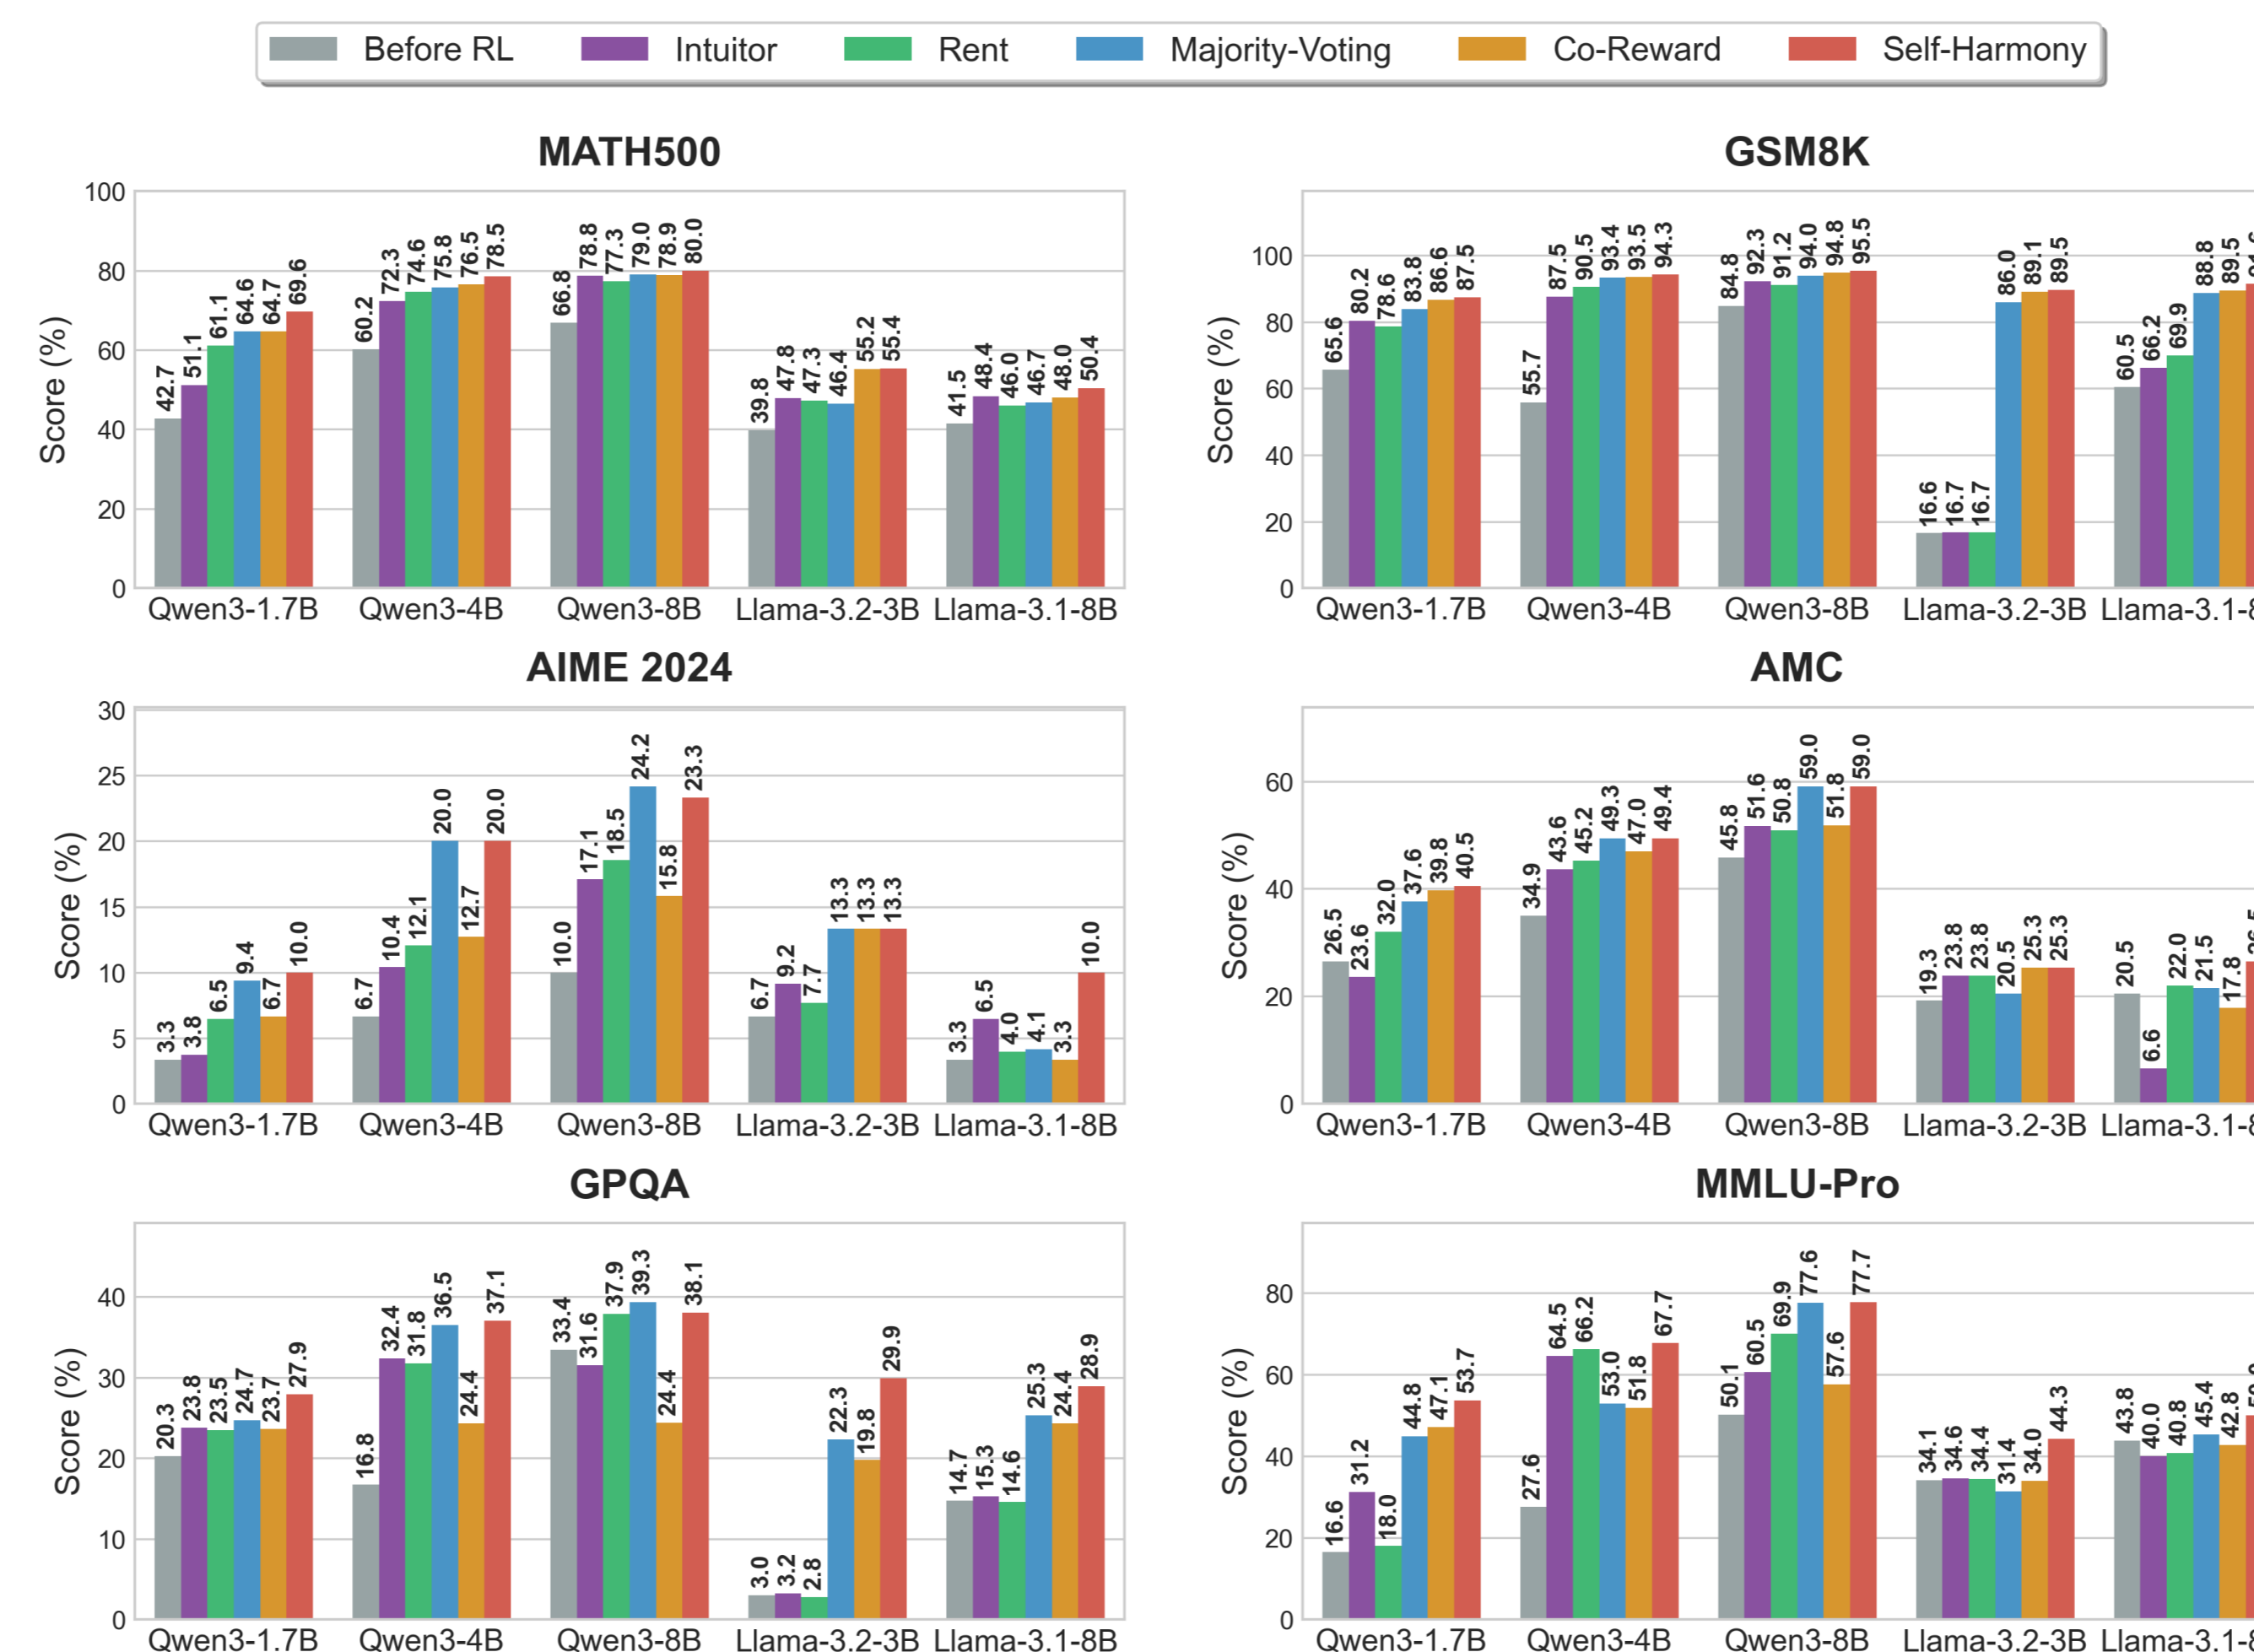 Before RL Intuitor Rent Majority-Voting Co-Reward Self-Harmony
MATH500
Score (%)
100
80
60
40
20
0
42.7 51.1 61.1 64.6 64.7 69.6
60.2 72.3 74.6 75.8 76.5 78.5
66.8 78.8 77.3 79.0 78.9 80.0
39.8 47.8 47.3 46.4 55.2 55.4
41.5 48.4 46.0 46.7 48.0 50.4
Qwen3-1.7B Qwen3-4B Qwen3-8B Llama-3.2-3B Llama-3.1-8B
GSM8K
Score (%)
100
80
60
40
20
0
65.6 80.2 78.6 83.8 86.6 87.5
55.7 87.5 90.5 93.4 93.5 94.3
84.8 92.3 91.2 94.0 94.8 95.5
16.6 16.7 16.7 86.0 89.1 89.5
60.5 66.2 69.9 88.8 89.5
Qwen3-1.7B Qwen3-4B Qwen3-8B Llama-3.2-3B Llama-3.1-8
AIME 2024
Score (%)
30
25
20
15
10
5
0
3.3 3.8 6.5 9.4 6.7 10.0
6.7 10.4 12.1 20.0 12.7 20.0
10.0 17.1 18.5 24.2 15.8 23.3
6.7 9.2 7.7 13.3 13.3 13.3
3.3 6.5 4.0 4.1 3.3 10.0
Qwen3-1.7B Qwen3-4B Qwen3-8B Llama-3.2-3B Llama-3.1-8B
AMC
Score (%)
60
40
20
0
26.5 23.6 32.0 37.6 39.8 40.5
34.9 43.6 45.2 49.3 47.0 49.4
45.8 51.6 50.8 59.0 51.8 59.0
19.3 23.8 23.8 20.5 25.3 25.3
20.5 6.6 22.0 21.5 17.8
Qwen3-1.7B Qwen3-4B Qwen3-8B Llama-3.2-3B Llama-3.1-8
GPQA
Score (%)
40
30
20
10
0
20.3 23.8 23.5 24.7 23.7 27.9
16.8 32.4 31.8 36.5 24.4 37.1
33.4 31.6 37.9 39.3 24.4 38.1
3.0 3.2 2.8 22.3 19.8 29.9
14.7 15.3 14.6 25.3 24.4 28.9
Qwen3-1.7B Qwen3-4B Qwen3-8B Llama-3.2-3B Llama-3.1-8B
MMLU-Pro
Score (%)
80
60
40
20
0
16.6 31.2 18.0 44.8 47.1 53.7
27.6 64.5 66.2 53.0 51.8 67.7
50.1 60.5 69.9 77.6 57.6 77.7
34.1 34.6 34.4 31.4 34.0 44.3
43.8 40.0 40.8 45.4 42.8
Qwen3-1.7B Qwen3-4B Qwen3-8B Llama-3.2-3B Llama-3.1-8